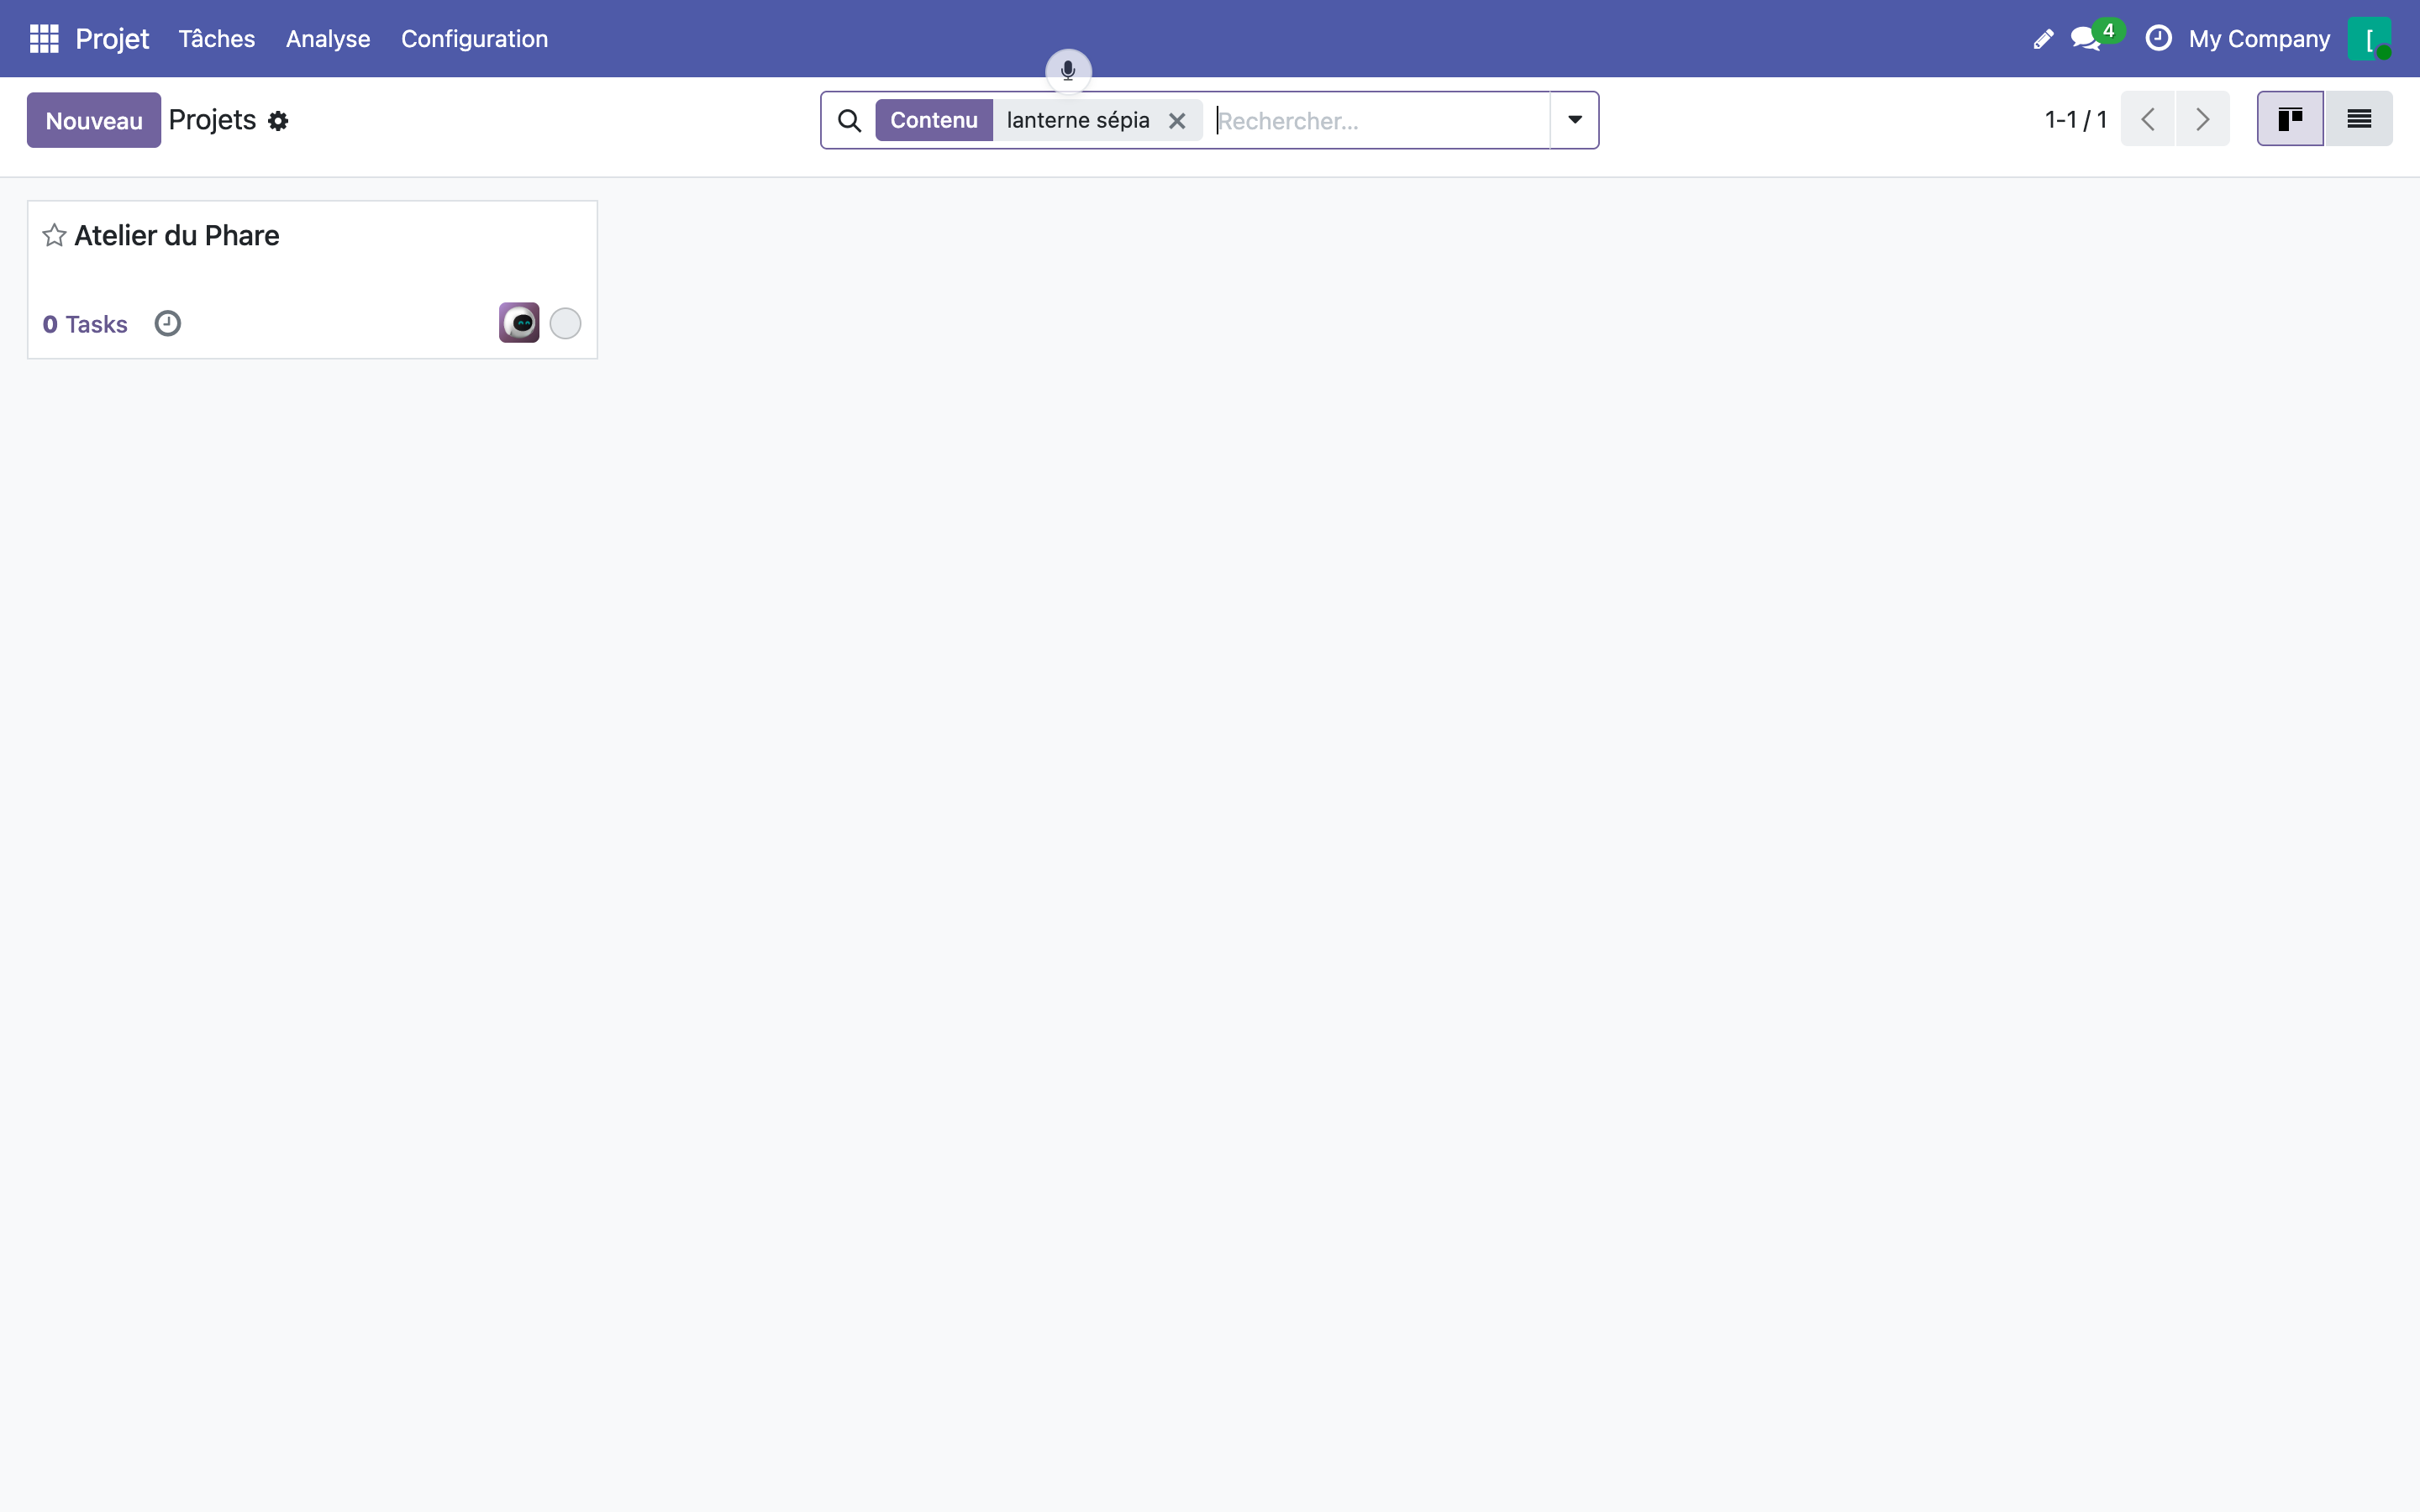 Projet Tâches Analyse Configuration 4 My Company [
Nouveau Projets Contenu lanterne sépia Rechercher... 1-1 / 1
Atelier du Phare
0 Tasks